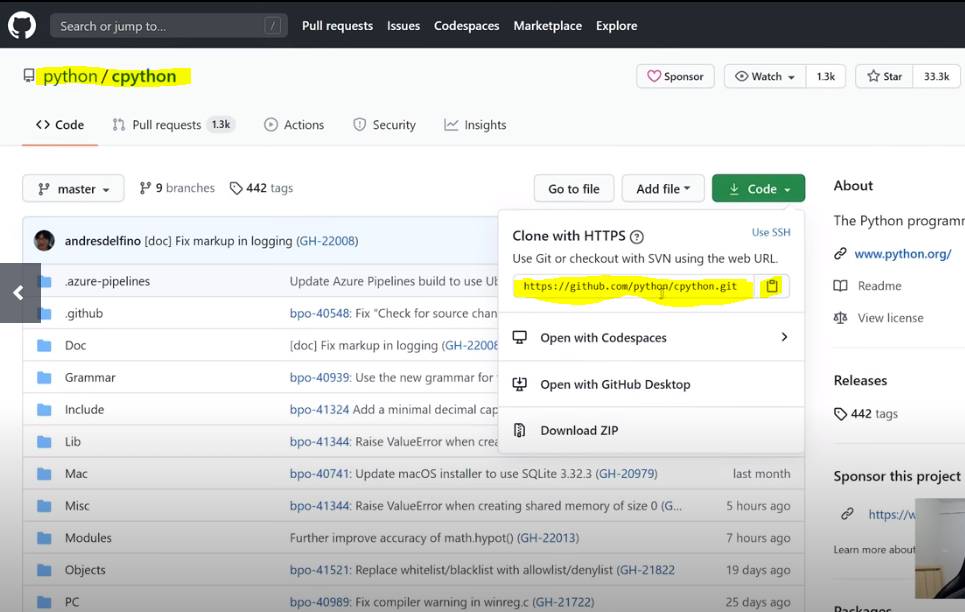 Search or jump to... /
Pull requests Issues Codespaces Marketplace Explore
python / cpython
Sponsor Watch 1.3k Star 33.3k
Code Pull requests 1.3k Actions Security Insights
master 9 branches 442 tags Go to file Add file Code
andresdelfino [doc] Fix markup in logging (GH-22008)
.azure-pipelines Update Azure Pipelines build to use
.github bpo-40548: Fix "Check for source
Doc [doc] Fix markup in logging (GH-22008
Grammar bpo-40939: Use the new grammar for
Include bpo-41324 Add a minimal decimal
Lib bpo-41344: Raise ValueError when
Mac bpo-40741: Update macOS installer to use SQLite 3.32.3 (GH-20979) last month
Misc bpo-41344: Raise ValueError when creating shared memory of size 0 (G... 5 hours ago
Modules Further improve accuracy of math.hypot() (GH-22013) 7 hours ago
Objects bpo-41521: Replace whitelist/blacklist with allowlist/denylist (GH-21822 19 days ago
PC bpo-40989: Fix compiler warning in winreg.c (GH-21722) 25 days ago
Clone with HTTPS ? Use SSH
Use Git or checkout with SVN using the web URL.
https://github.com/python/cpython.git
Open with Codespaces
Open with GitHub Desktop
Download ZIP
About
The Python
www.python.org/
Readme
View license
Releases
442 tags
Sponsor this project
Learn more about
Packages